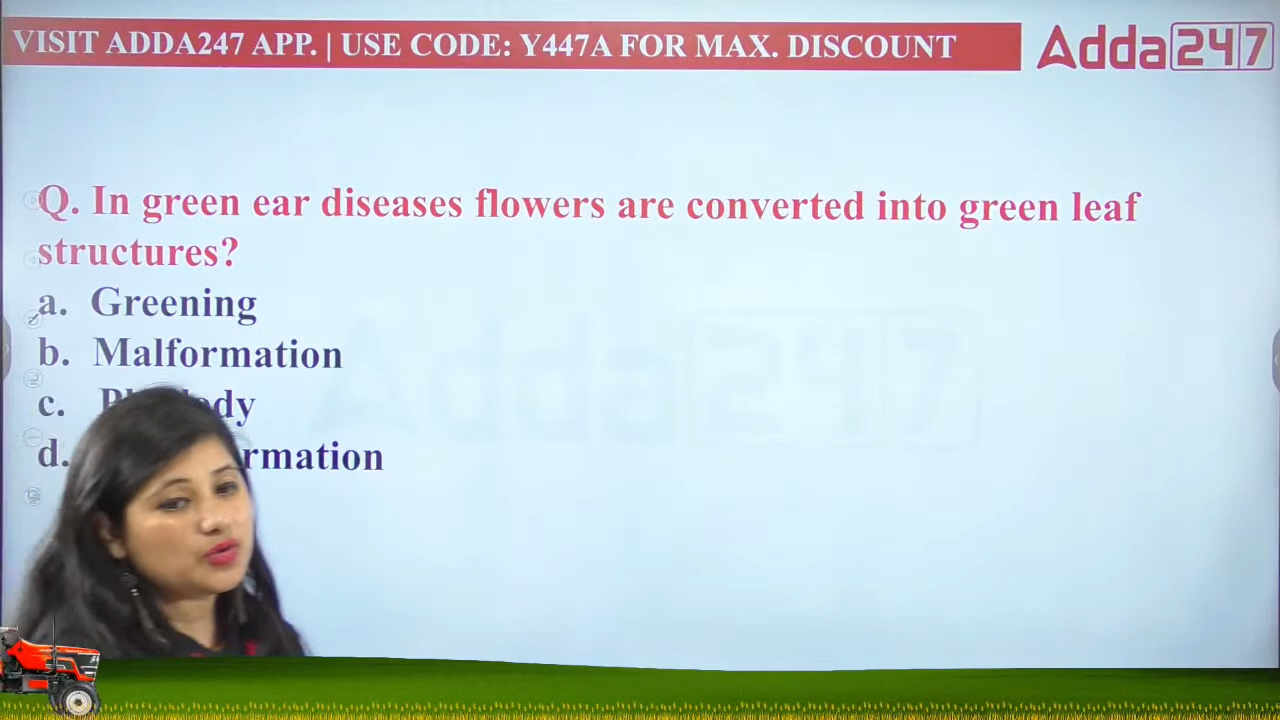 VISIT ADDA247 APP. | USE CODE: Y447A FOR MAX. DISCOUNT
Adda247
Q. In green ear diseases flowers are converted into green leaf
structures?
a. Greening
b. Malformation
c.
d.